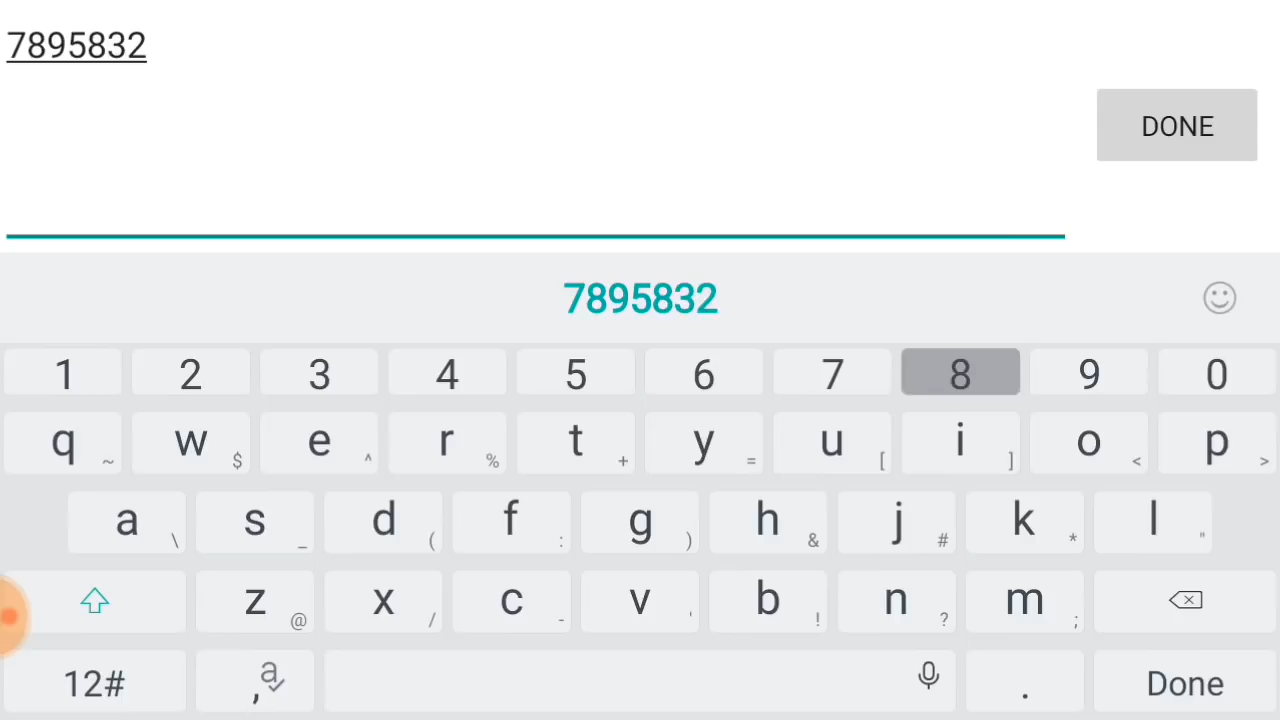 7895832
DONE
7895832
1 2 3 4 5 6 7 8 9 0
q ~ w $ e ^ r % t + y = u [ i ] o < p >
a \ s _ d ( f : g ) h & j # k * l "
z @ x / c - v ' b ! n ? m ;
12# , a . Done